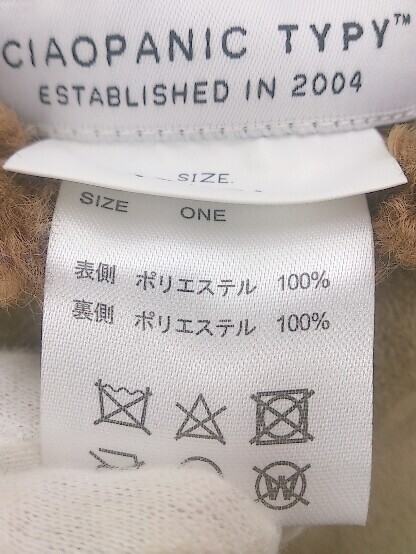 CIAOPANIC TYPY™
ESTABLISHED IN 2004
SIZE
SIZE ONE
表側 ポリエステル 100%
裏側 ポリエステル 100%
W